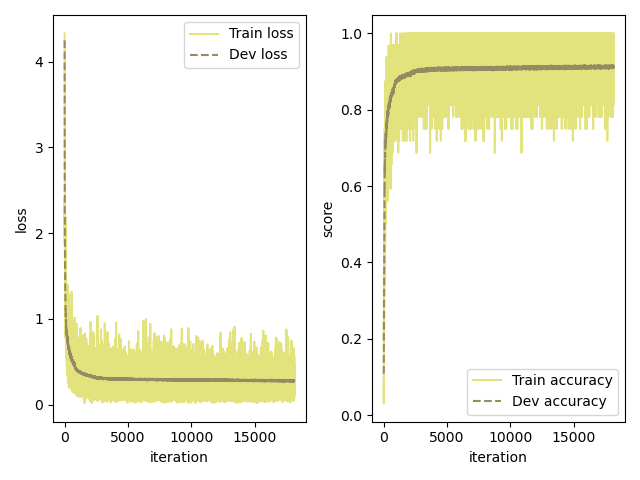 Train loss
Dev loss
4
3
2
1
0
loss
0
5000
10000
15000
iteration
1.0
0.8
0.6
0.4
0.2
0.0
score
Train accuracy
Dev accuracy
0
5000
10000
15000
iteration